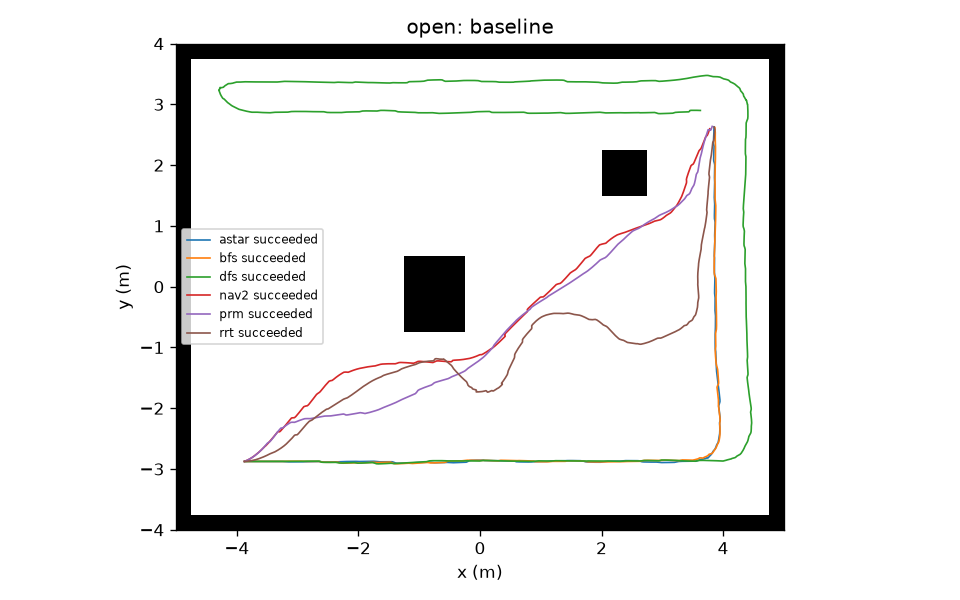 open: baseline
4
3
2
1
0
−1
−2
−3
−4
y (m)
astar succeeded
bfs succeeded
dfs succeeded
nav2 succeeded
prm succeeded
rrt succeeded
−4 −2 0 2 4
x (m)